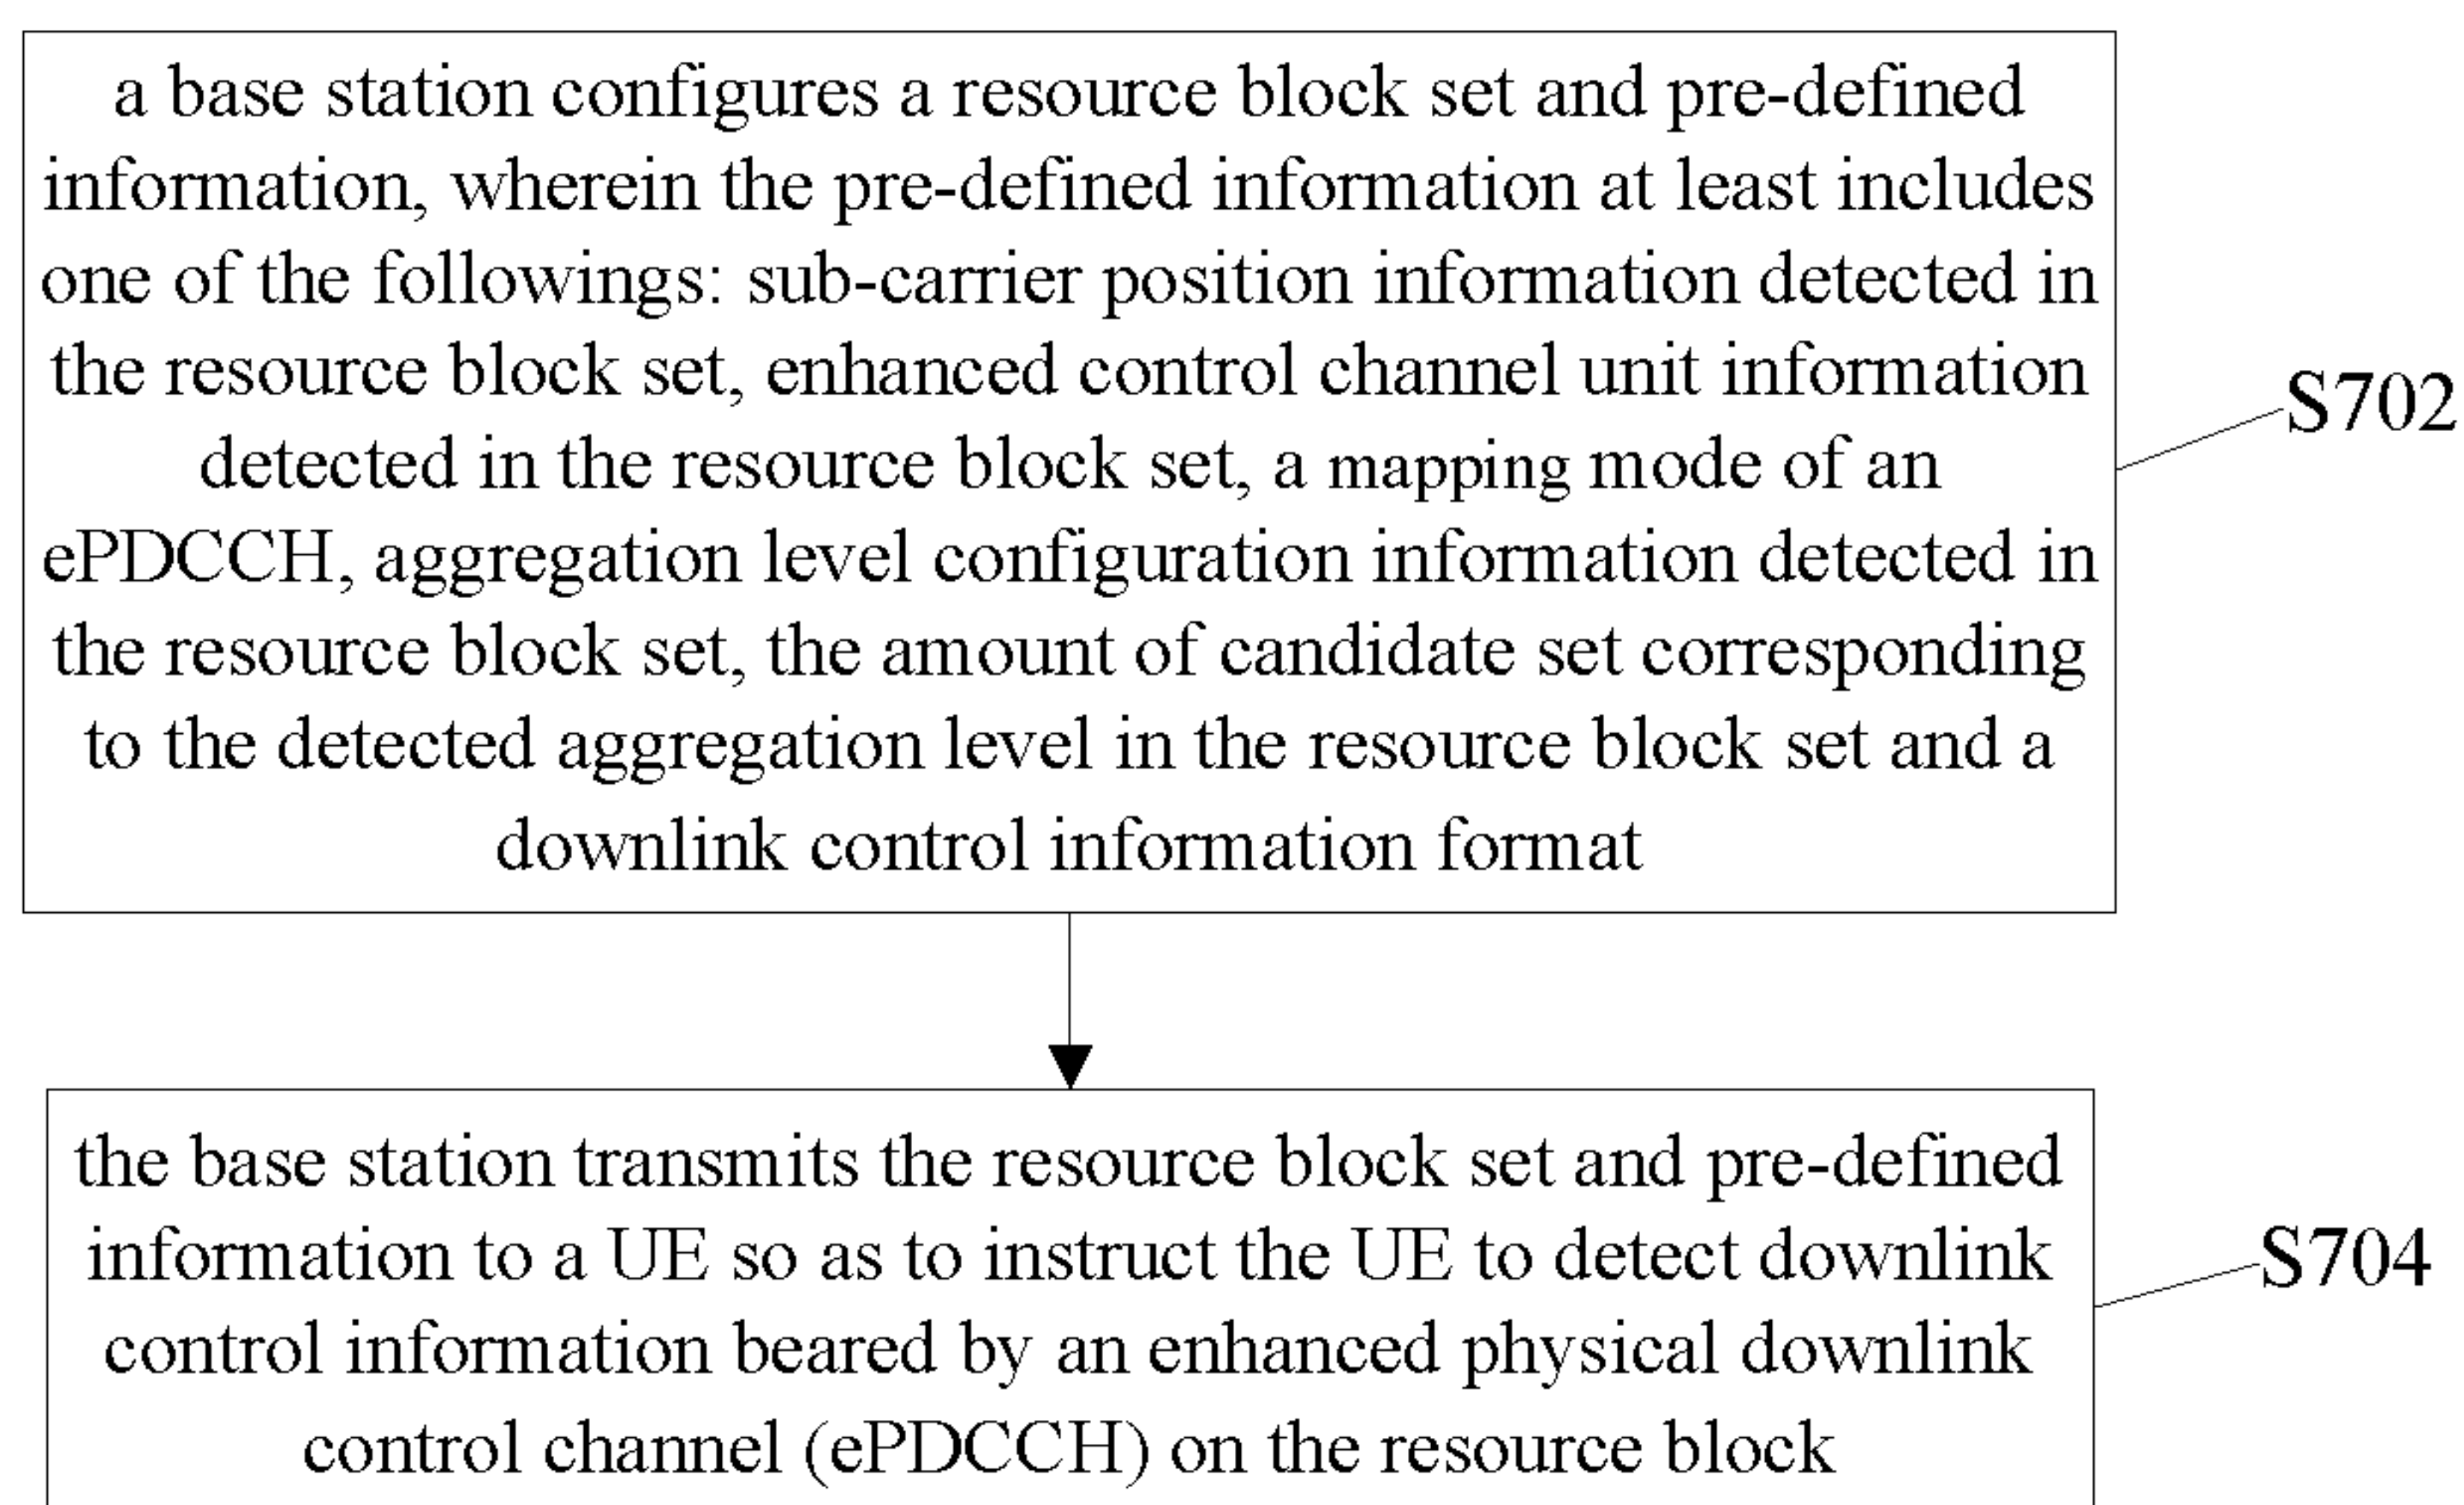 a base station configures a resource block set and pre-defined
information, wherein the pre-defined information at least includes
one of the followings: sub-carrier position information detected in
the resource block set, enhanced control channel unit information
detected in the resource block set, a mapping mode of an
ePDCCH, aggregation level configuration information detected in
the resource block set, the amount of candidate set corresponding
to the detected aggregation level in the resource block set and a
downlink control information format
S702
the base station transmits the resource block set and pre-defined
information to a UE so as to instruct the UE to detect downlink
control information beared by an enhanced physical downlink
control channel (ePDCCH) on the resource block
S704